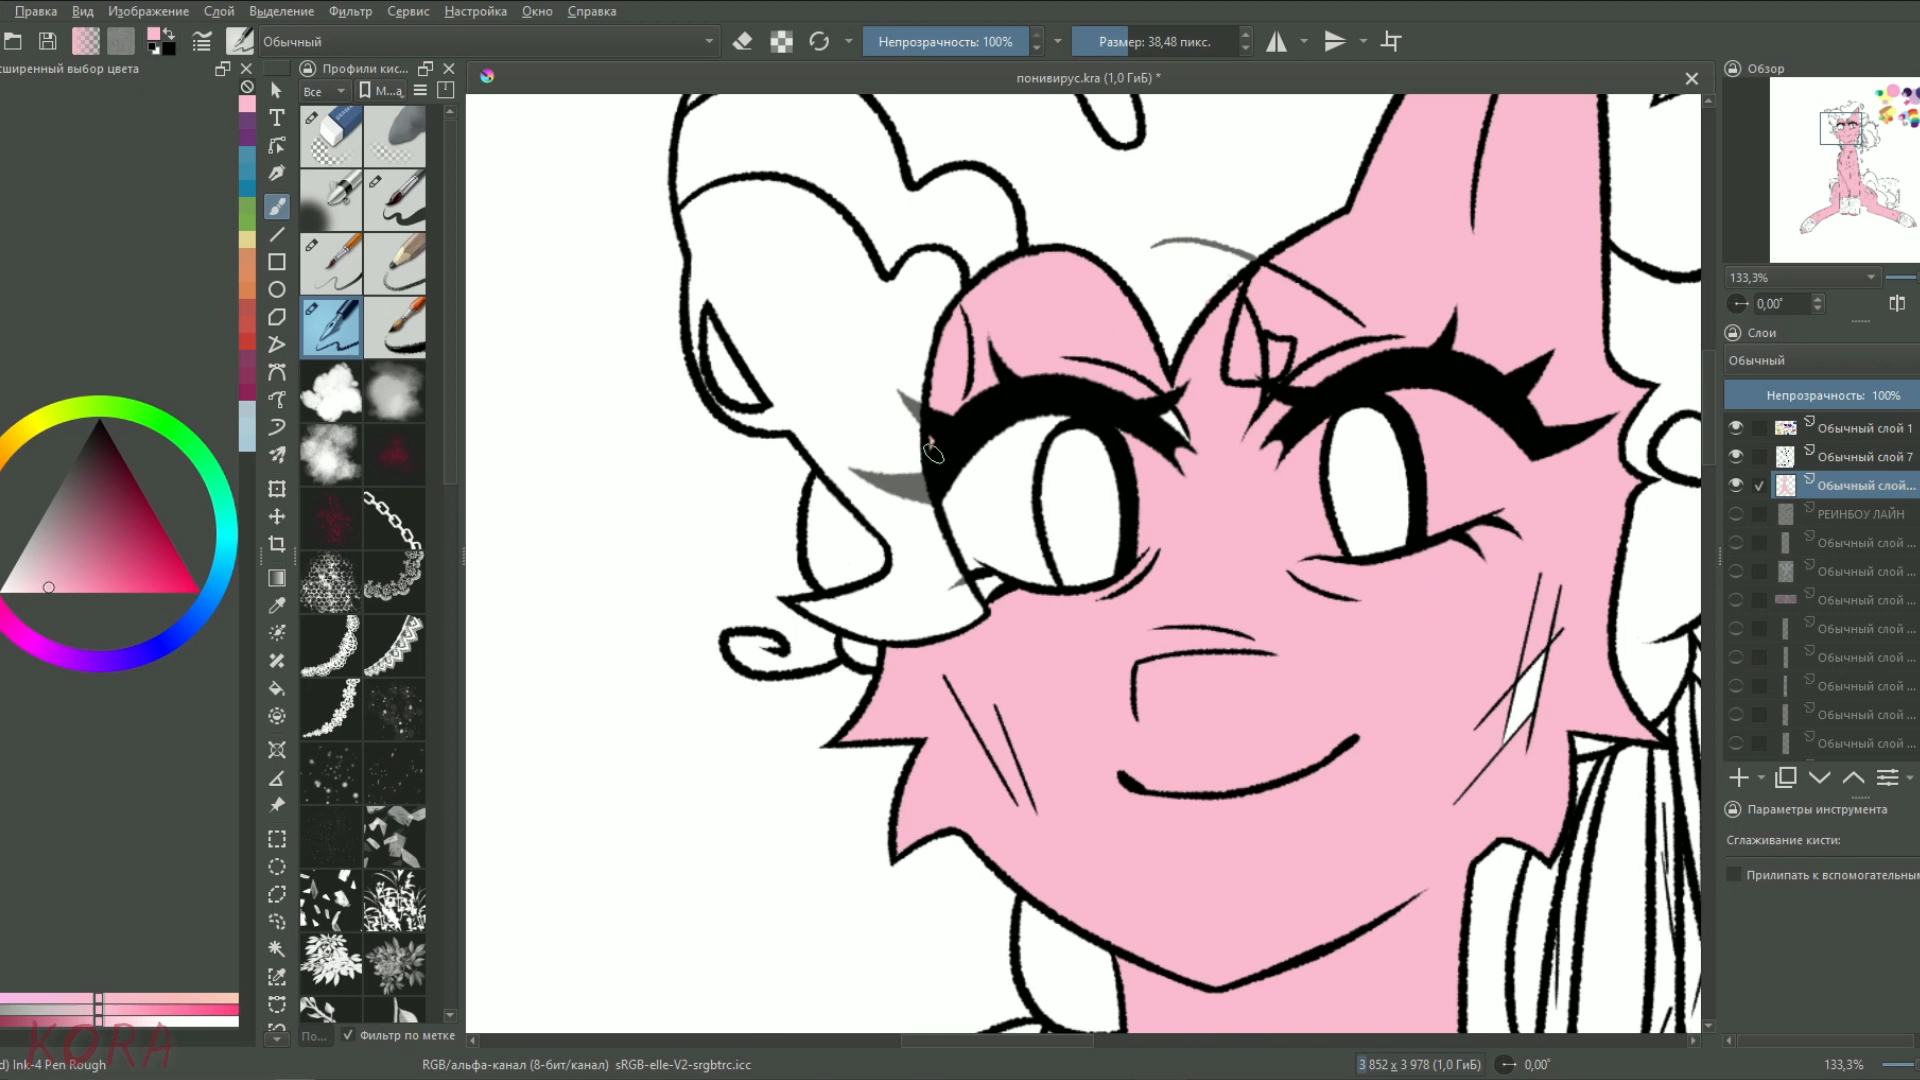 Правка Вид Изображение Слой Выделение Фильтр Сервис Настройка Окно Справка
Обычный
Непрозрачность: 100%
Размер: 38,48 пикс.
сширенный выбор цвета
Профили кис...
Все
М...а
понивирус.kra (1,0 ГиБ) *
Обзор
133,3%
0,00°
Слои
Обычный
Непрозрачность: 100%
Обычный слой 1
Обычный слой 7
Обычный слой...
РЕИНБОУ ЛАЙН
Обычный слой ...
Обычный слой ...
Обычный слой ...
Обычный слой ...
Обычный слой ...
Обычный слой ...
Обычный слой ...
Обычный слой ...
Параметры инструмента
Сглаживание кисти:
Прилипать к вспомогательным
По...
Фильтр по метке
KORA
d) Ink-4 Pen Rough
RGB/альфа-канал (8-бит/канал) sRGB-elle-V2-srgbtrc.icc
3 852 x 3 978 (1,0 ГиБ)
0,00°
133,3%